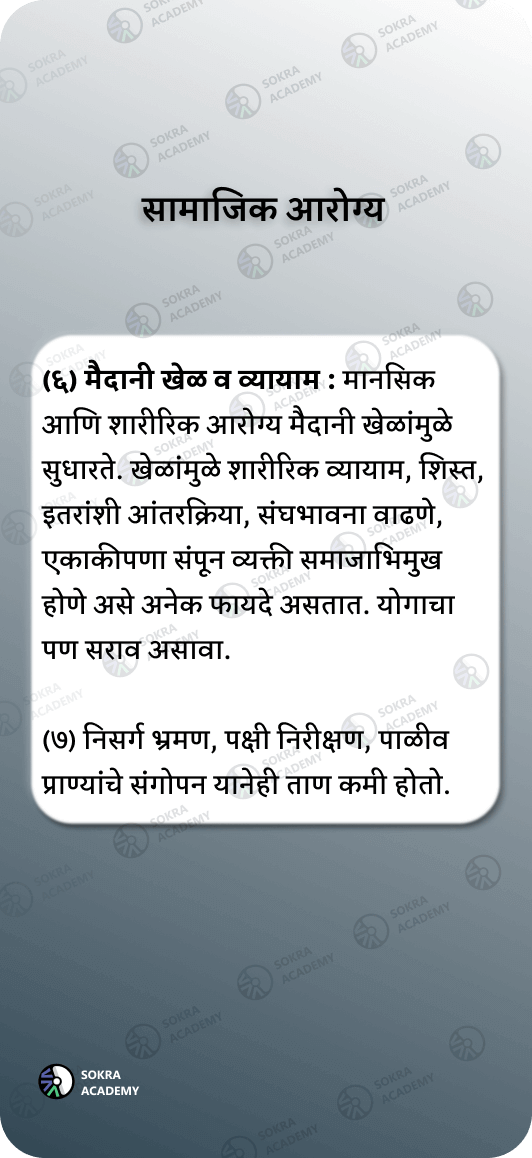 सामाजिक आरोग्य
(६) मैदानी खेळ व व्यायाम : मानसिक
आणि शारीरिक आरोग्य मैदानी खेळांमुळे
सुधारते. खेळांमुळे शारीरिक व्यायाम, शिस्त,
इतरांशी आंतरक्रिया, संघभावना वाढणे,
एकाकीपणा संपून व्यक्ती समाजाभिमुख
होणे असे अनेक फायदे असतात. योगाचा
पण सराव असावा.
(७) निसर्ग भ्रमण, पक्षी निरीक्षण, पाळीव
प्राण्यांचे संगोपन यानेही ताण कमी होतो.
SOKRA
ACADEMY